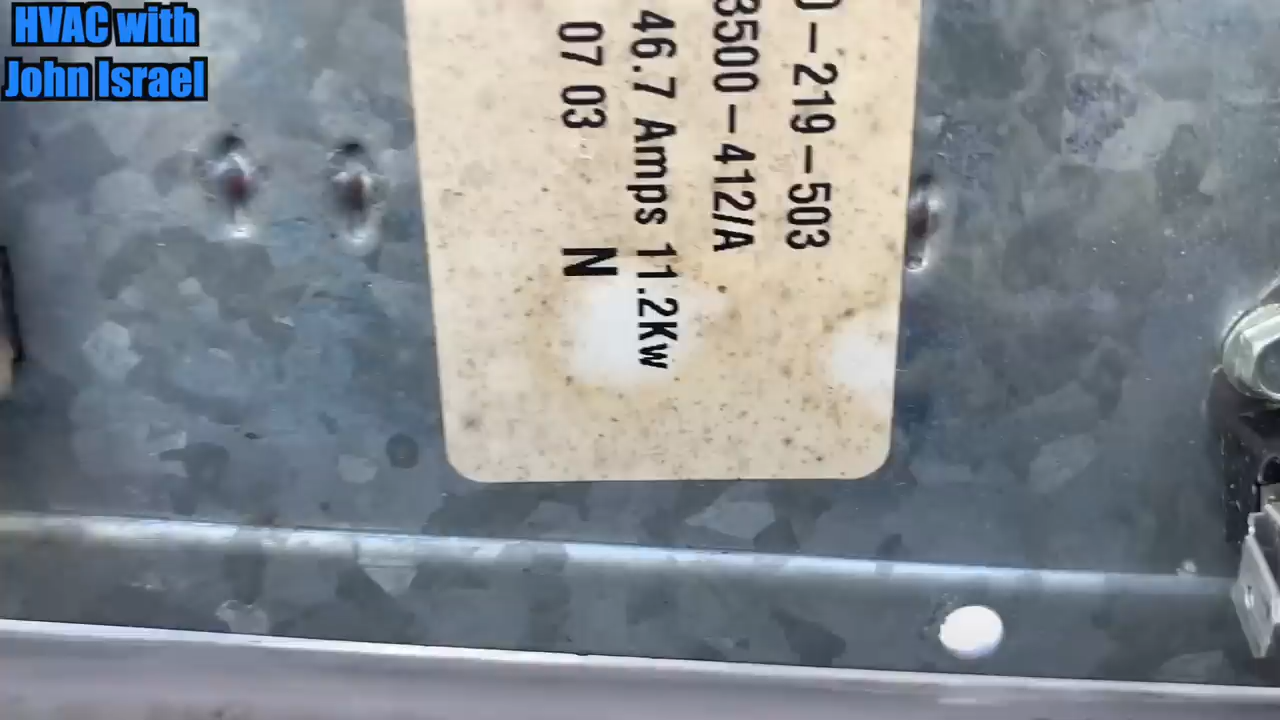 HVAC with
John Israel
0-219-503
3500-412/A
46.7 Amps 11.2Kw
07 03 N